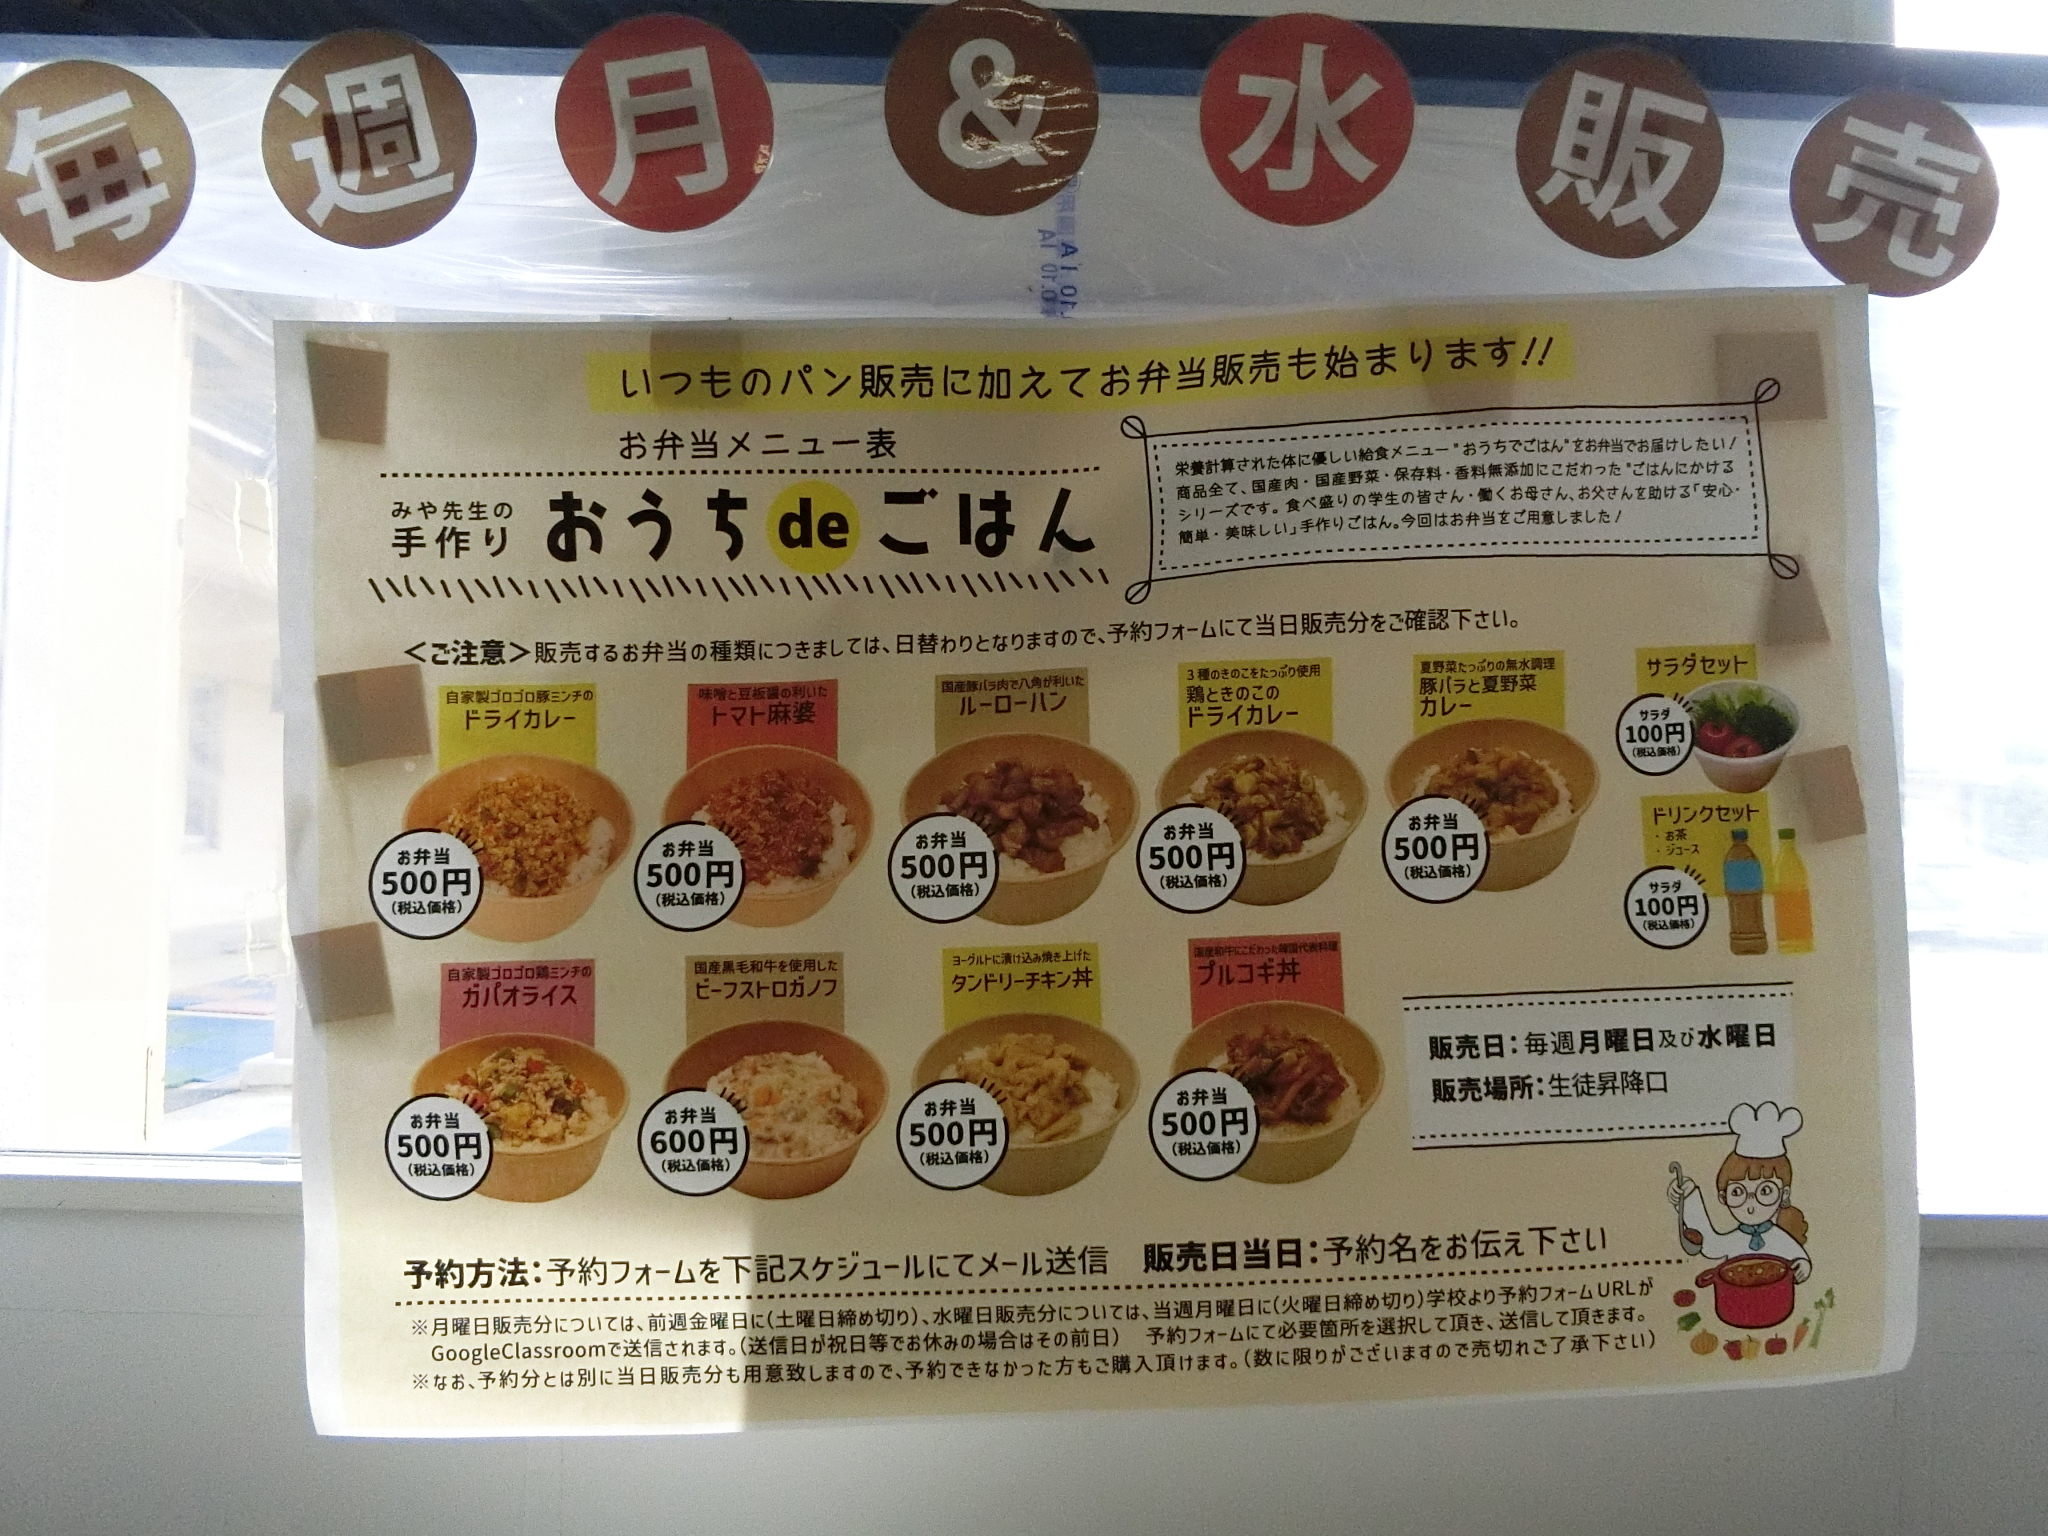 毎週月&水販売
いつものパン販売に加えてお弁当販売も始まります!!
お弁当メニュー表
みや先生の
手作り
おうちdeごはん
栄養計算された体に優しい給食メニュー"おうちでごはん"をお弁当でお届けしたい!
商品全て、国産肉・国産野菜・保存料・香料無添加にこだわった"ごはんにかける
シリーズです。食べ盛りの学生の皆さん・働くお母さん、お父さんを助ける「安心・
簡単・美味しい」手作りごはん。今回はお弁当をご用意しました!
<ご注意>販売するお弁当の種類につきましては、日替わりとなりますので、予約フォームにて当日販売分をご確認下さい。
自家製ゴロゴロ豚ミンチの
ドライカレー
お弁当
500円
(税込価格)
味噌と豆板醤の利いた
トマト麻婆
お弁当
500円
(税込価格)
国産豚バラ肉で八角が利いた
ルーローハン
お弁当
500円
(税込価格)
3種のきのこをたっぷり使用
鶏ときのこの
ドライカレー
お弁当
500円
(税込価格)
夏野菜たっぷりの無水調理
豚バラと夏野菜
カレー
お弁当
500円
(税込価格)
サラダセット
サラダ
100円
(税込価格)
ドリンクセット
・お茶
・ジュース
サラダ
100円
(税込価格)
自家製ゴロゴロ鶏ミンチの
ガパオライス
お弁当
500円
(税込価格)
国産黒毛和牛を使用した
ビーフストロガノフ
お弁当
600円
(税込価格)
ヨーグルトに漬け込み焼き上げた
タンドリーチキン丼
お弁当
500円
(税込価格)
国産和牛にこだわった韓国代表料理
プルコギ丼
お弁当
500円
(税込価格)
販売日:毎週月曜日及び水曜日
販売場所:生徒昇降口
予約方法:予約フォームを下記スケジュールにてメール送信 販売日当日:予約名をお伝え下さい
※月曜日販売分については、前週金曜日に(土曜日締め切り)、水曜日販売分については、当週月曜日に(火曜日締め切り)学校より予約フォームURLが
GoogleClassroomで送信されます。(送信日が祝日等でお休みの場合はその前日) 予約フォームにて必要箇所を選択して頂き、送信して頂きます。
※なお、予約分とは別に当日販売分も用意致しますので、予約できなかった方もご購入頂けます。(数に限りがございますので売切れご了承下さい)